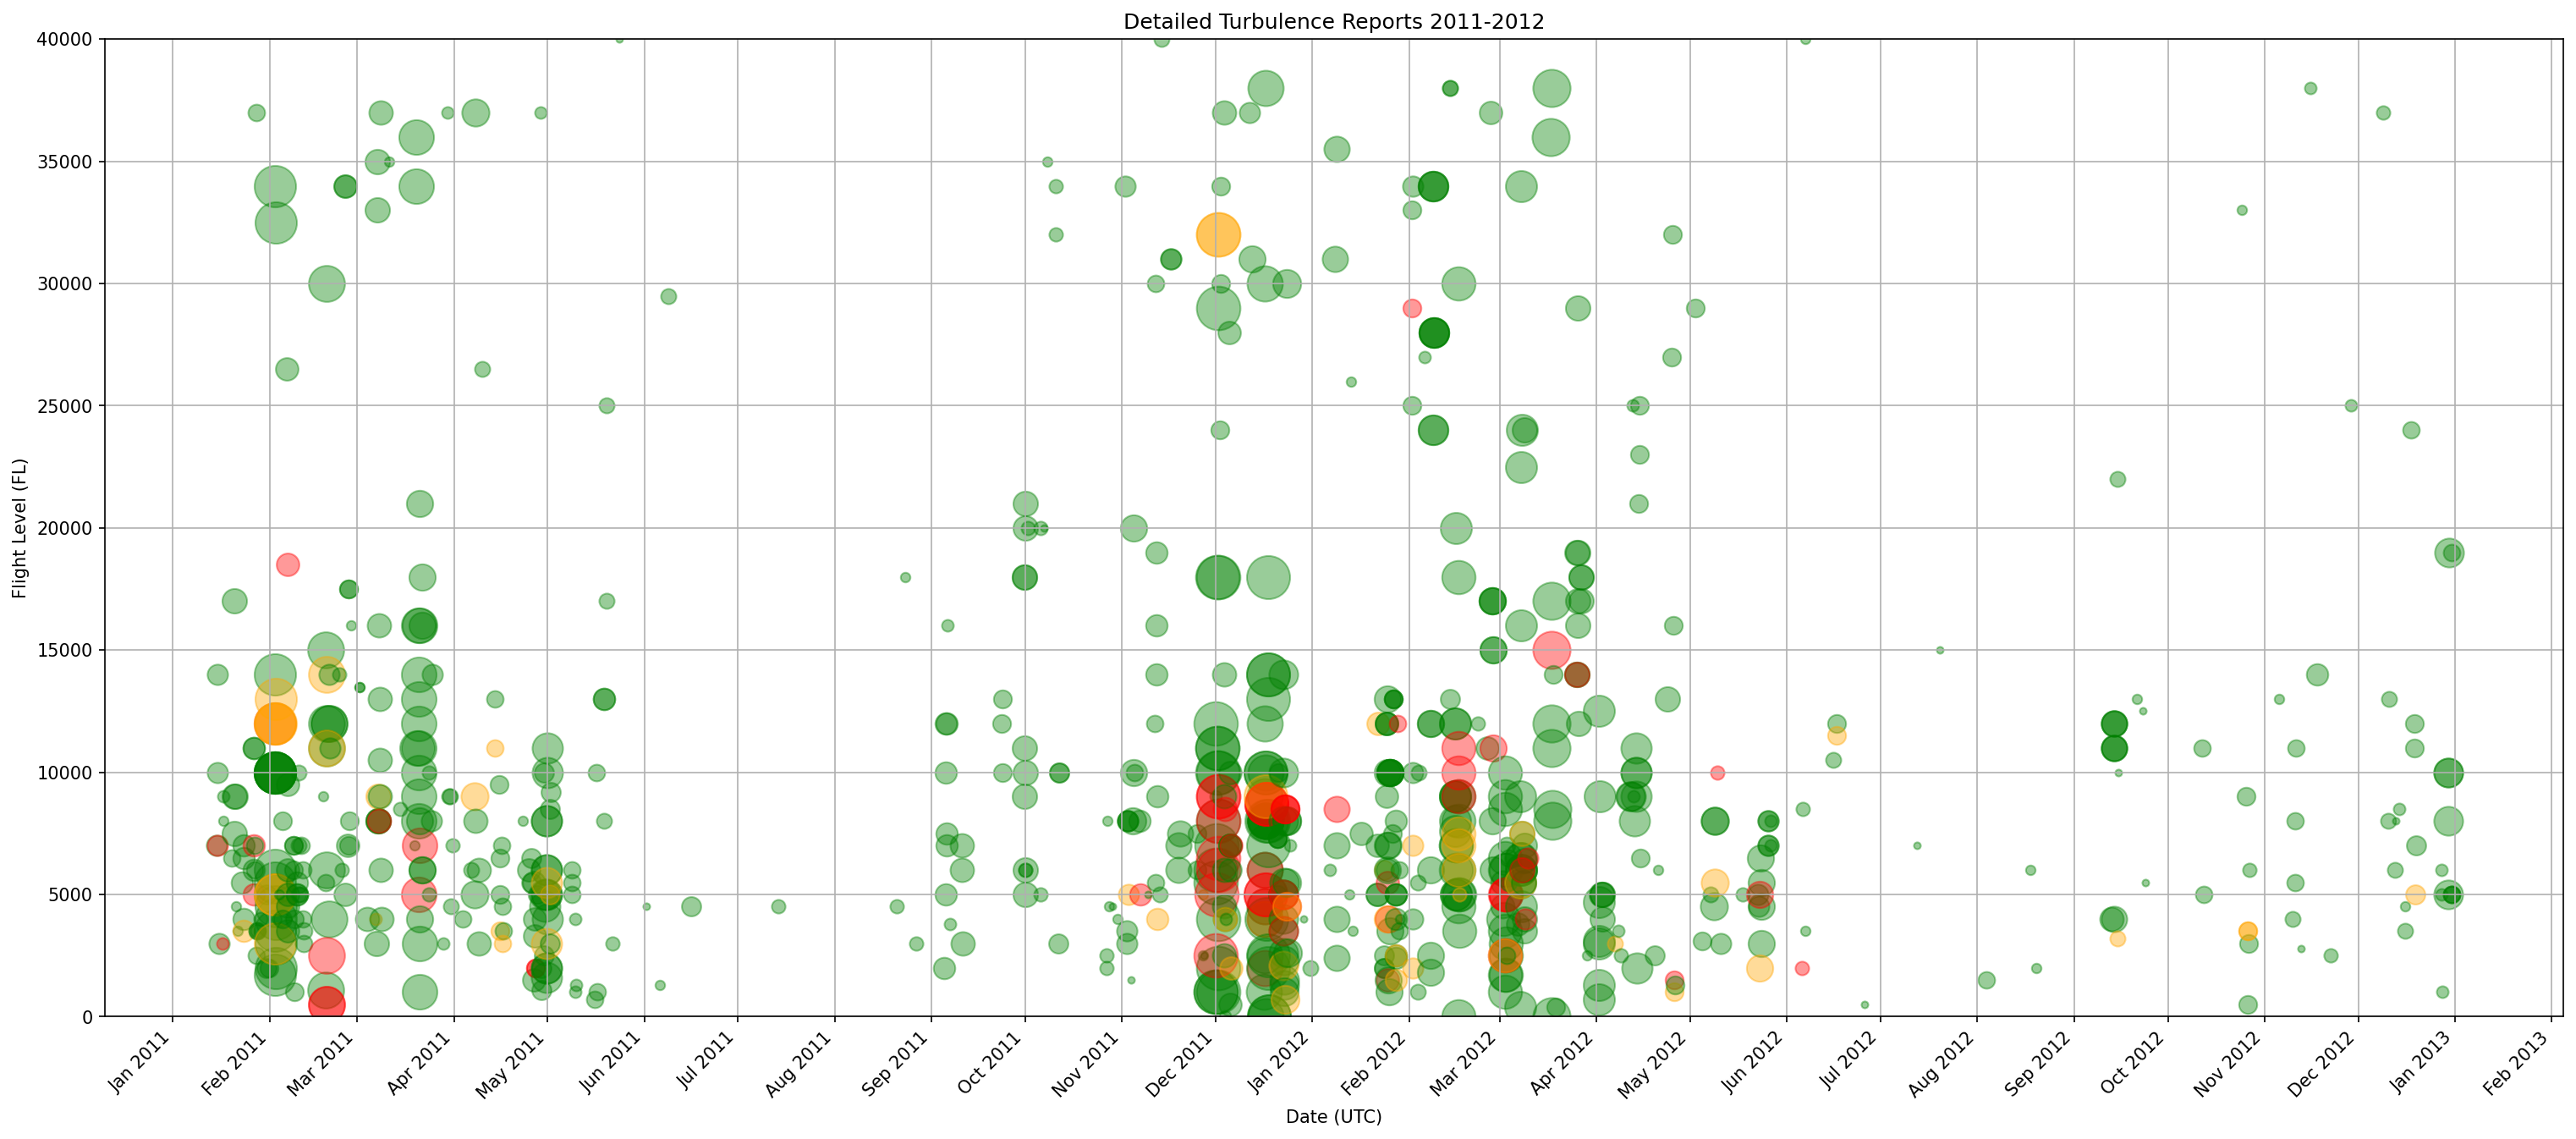 Detailed Turbulence Reports 2011-2012
40000
35000
30000
25000
20000
15000
10000
5000
0
Flight Level (FL)
Jan 2011
Feb 2011
Mar 2011
Apr 2011
May 2011
Jun 2011
Jul 2011
Aug 2011
Sep 2011
Oct 2011
Nov 2011
Dec 2011
Jan 2012
Feb 2012
Mar 2012
Apr 2012
May 2012
Jun 2012
Jul 2012
Aug 2012
Sep 2012
Oct 2012
Nov 2012
Dec 2012
Jan 2013
Feb 2013
Date (UTC)